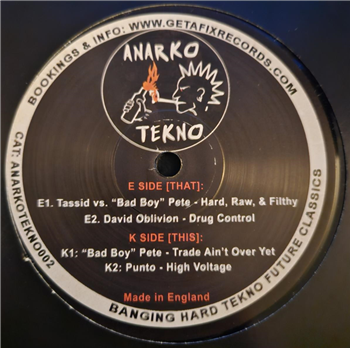 BOOKINGS & INFO: WWW.GETAFIXRECORDS.COM
ANARKO
TEKNO
CAT: ANARKOTEKNO002
E SIDE [THAT]:
E1. Tassid vs. "Bad Boy" Pete - Hard, Raw, & Filthy
E2. David Oblivion - Drug Control
K SIDE [THIS]:
K1: "Bad Boy" Pete - Trade Ain't Over Yet
K2: Punto - High Voltage
Made in England
BANGING HARD TEKNO FUTURE CLASSICS